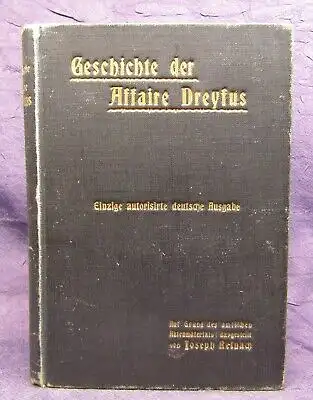 Geschichte der
Affaire Dreyfus
Einzige autorisirte deutsche Ausgabe
Auf Grund des amtlichen
Aktenmaterials dargestellt
von Joseph Reinach